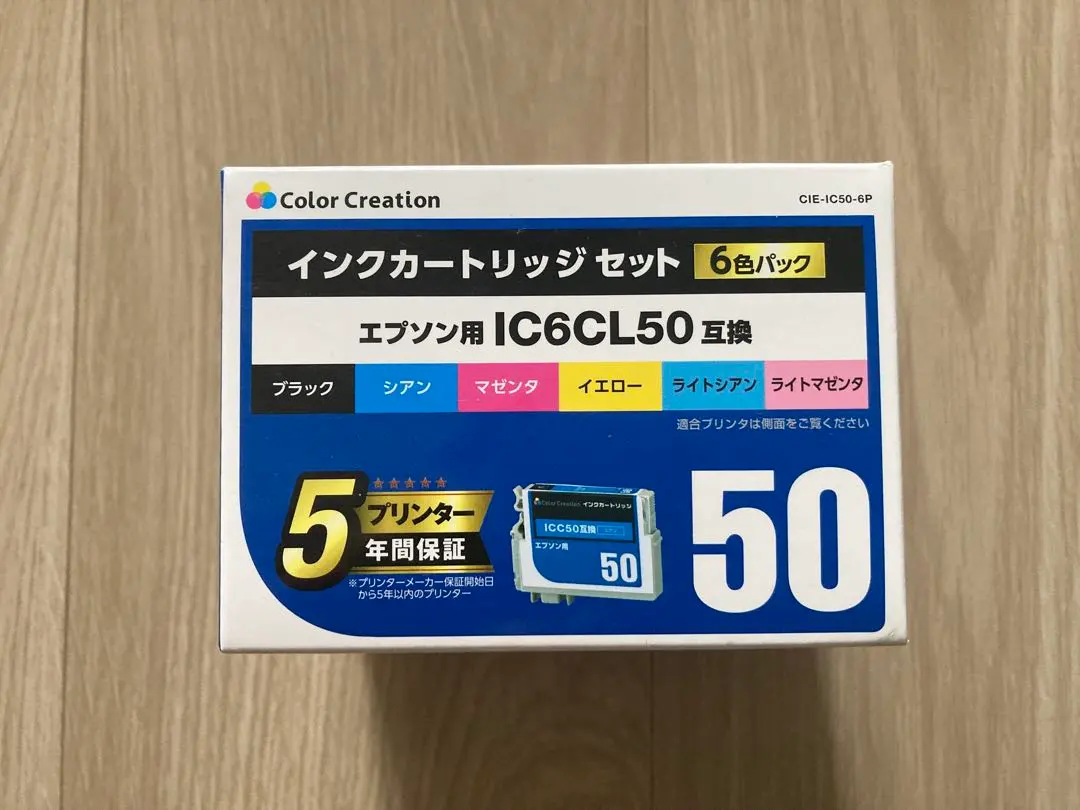 Color Creation
CIE-IC50-6P
インクカートリッジ セット 6色パック
エプソン用 IC6CL50 互換
ブラック シアン マゼンタ イエロー ライトシアン ライトマゼンタ
適合プリンタは側面をご覧ください
5 プリンター
年間保証
※プリンターメーカー保証開始日
から5年以内のプリンター
Color Creation インクカートリッジ
ICC50互換
エプソン用
50
50